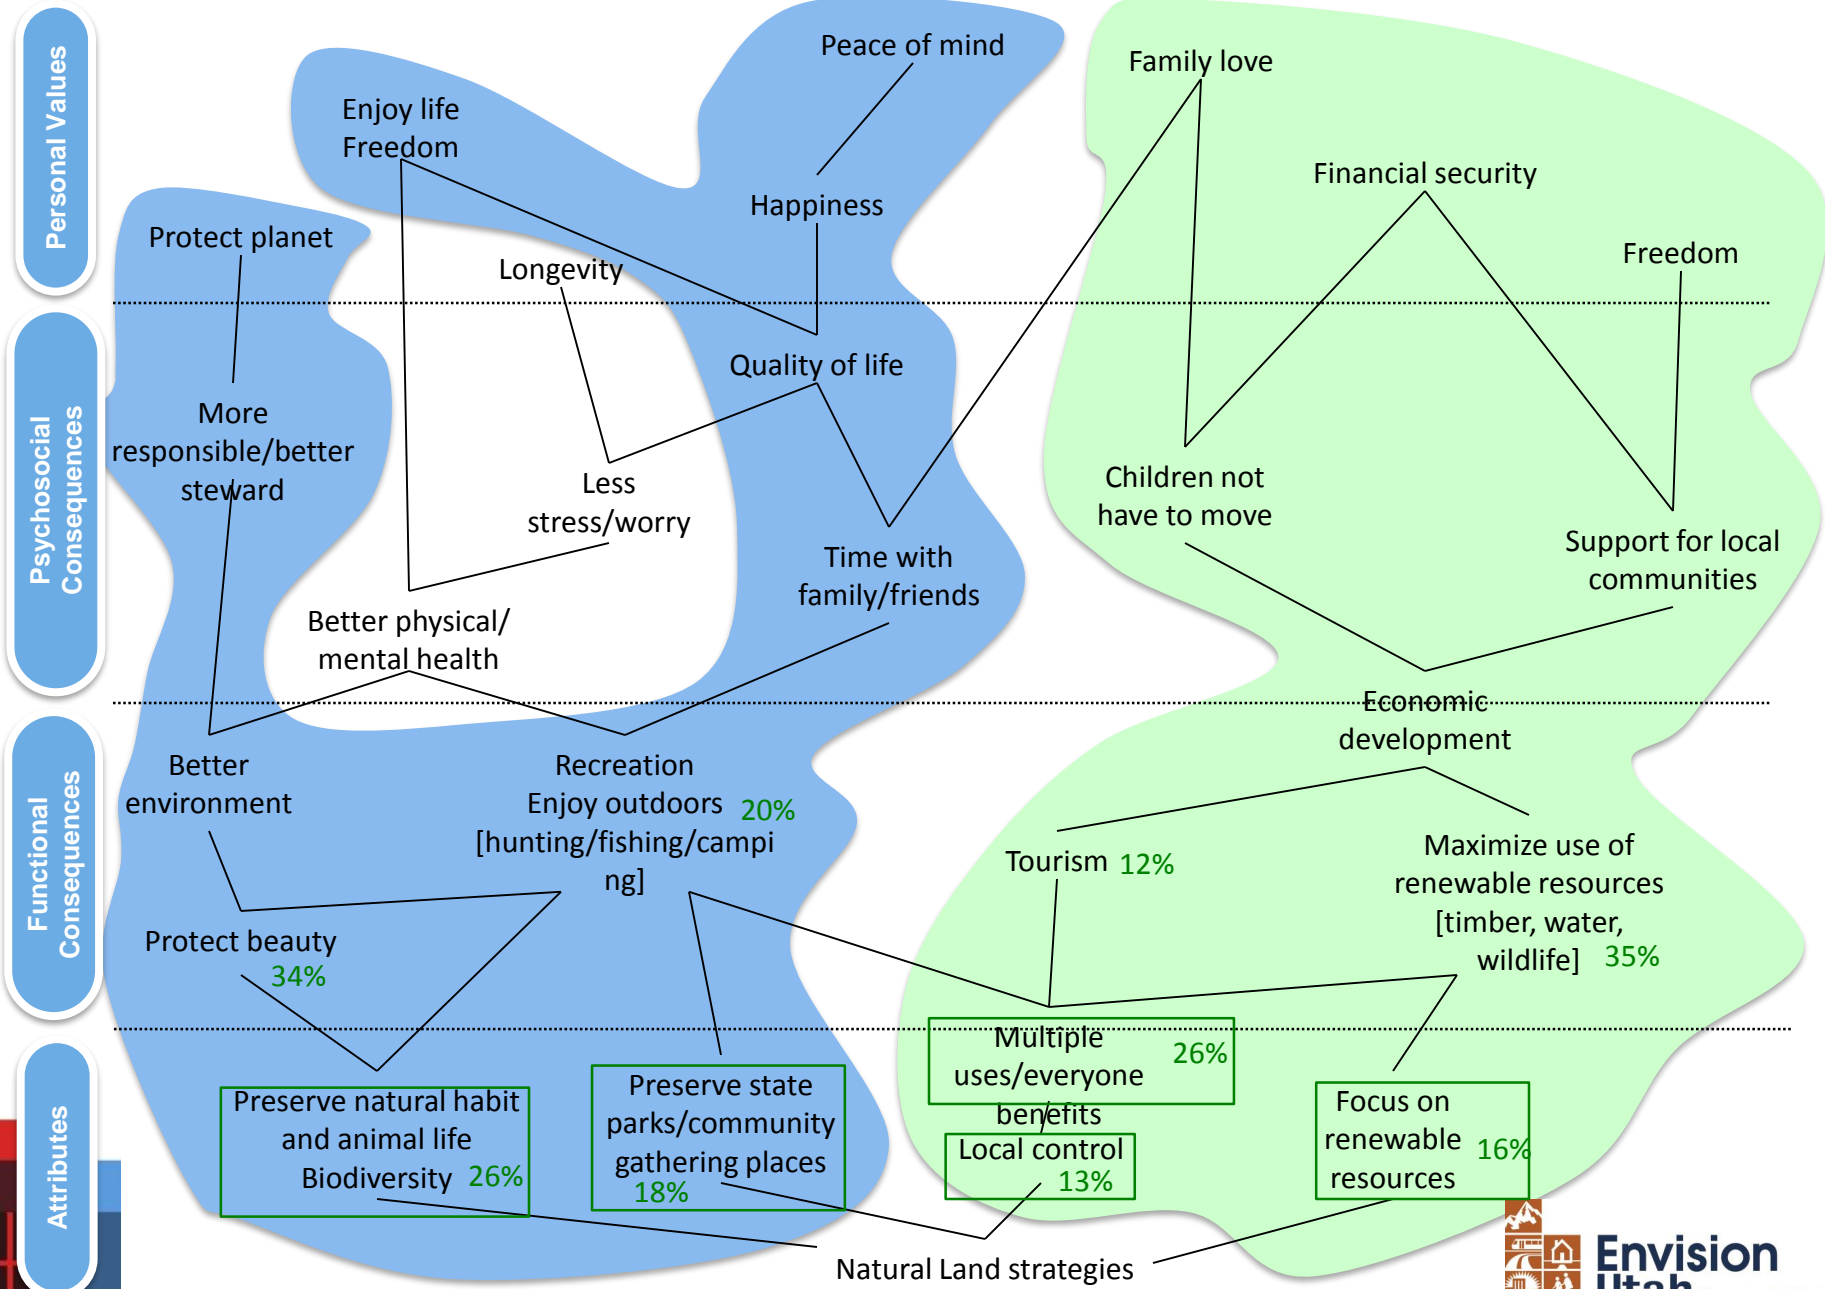 Personal Values
Peace of mind
Family love
Enjoy life
Freedom
Financial security
Happiness
Protect planet
Longevity
Freedom
Psychosocial
Consequences
Quality of life
More
responsible/better
steward
Less
stress/worry
Children not
have to move
Time with
family/friends
Support for local
communities
Better physical/
mental health
Functional
Consequences
Economic
development
Better
environment
Recreation
Enjoy outdoors 20%
[hunting/fishing/campi
ng]
Tourism 12%
Maximize use of
renewable resources
[timber, water,
wildlife] 35%
Protect beauty
34%
Attributes
Preserve natural habit
and animal life
Biodiversity 26%
Preserve state
parks/community
gathering places
18%
Multiple
uses/everyone
benefits
26%
Local control
13%
Focus on
renewable
resources
16%
Natural Land strategies
Envision
Utah